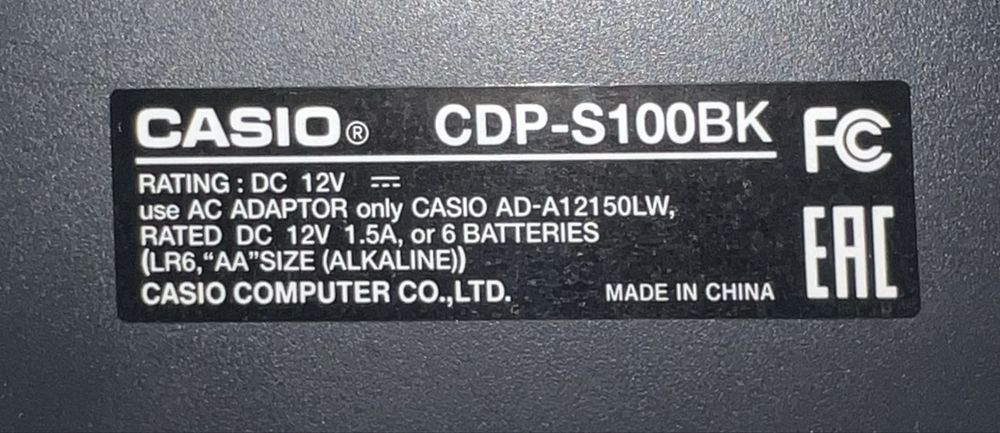 CASIO® CDP-S100BK
FC
RATING : DC 12V ⎓
use AC ADAPTOR only CASIO AD-A12150LW,
RATED DC 12V 1.5A, or 6 BATTERIES
(LR6,“AA”SIZE (ALKALINE))
CASIO COMPUTER CO.,LTD. MADE IN CHINA
EAC